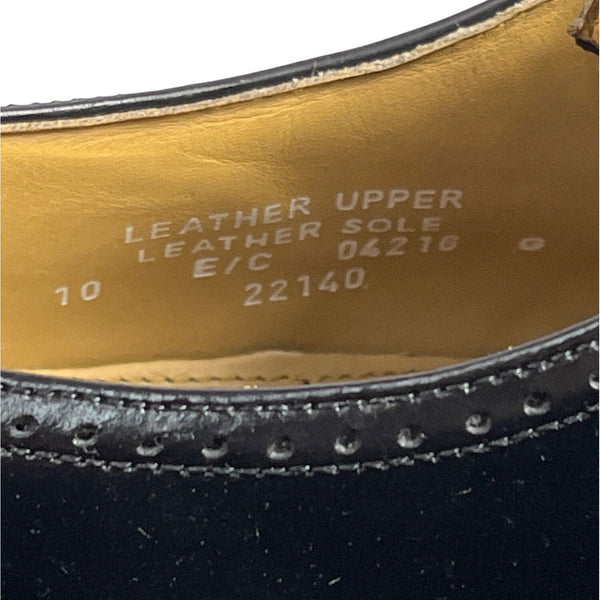 LEATHER UPPER
LEATHER SOLE
E/C 04216 G
10 22140